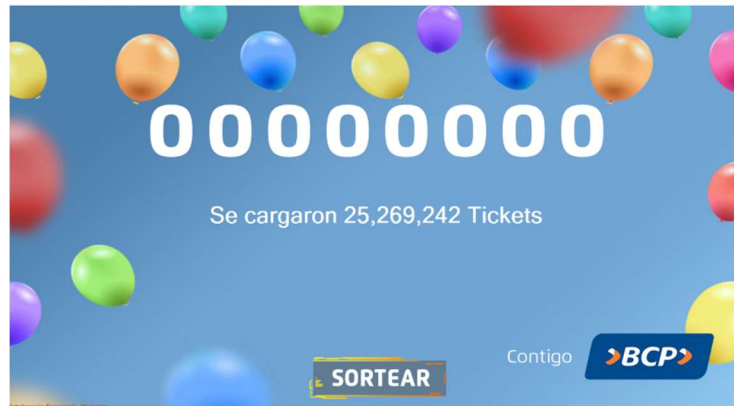 00000000
Se cargaron 25,269,242 Tickets
Contigo
BCP
SORTEAR